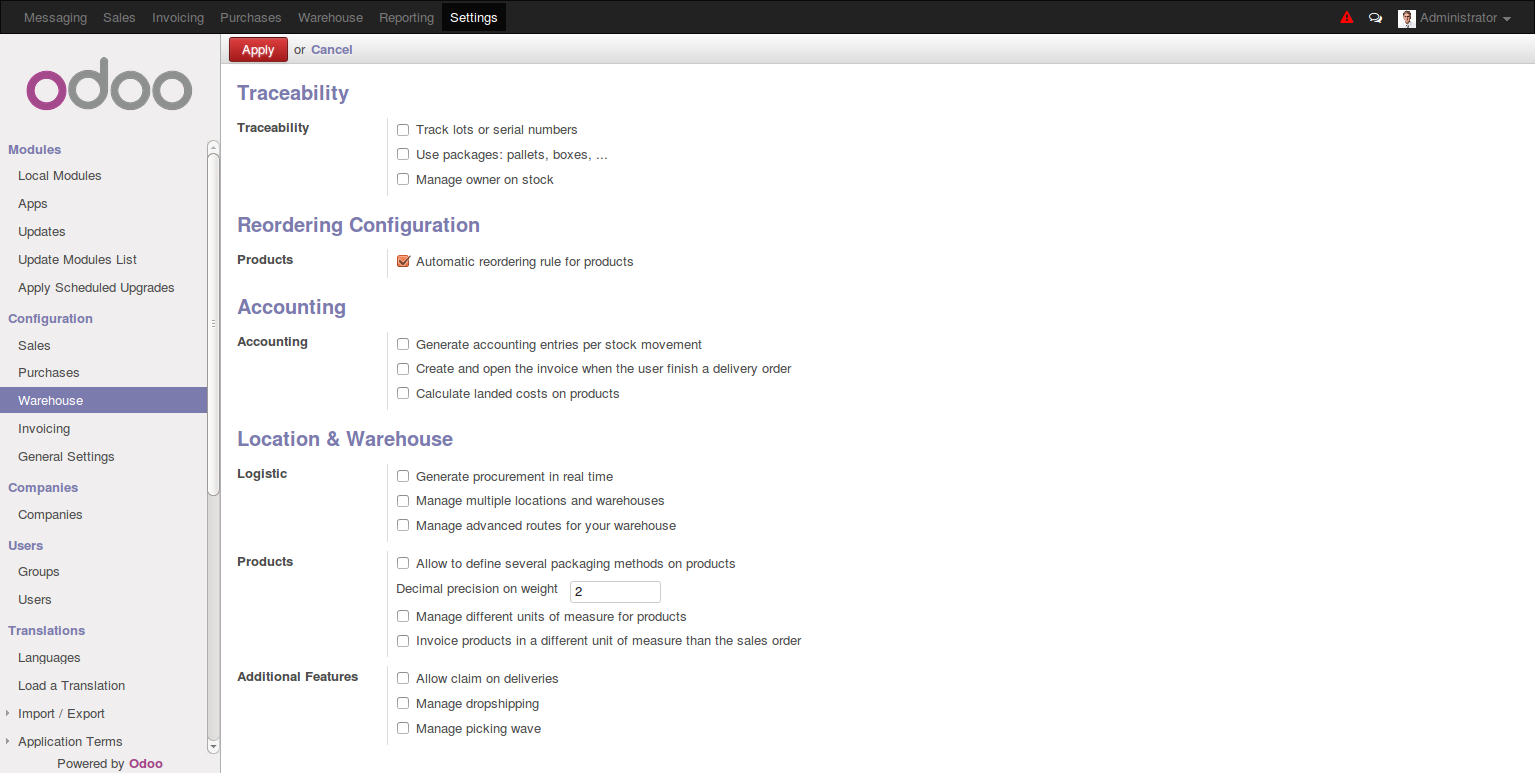 Messaging Sales Invoicing Purchases Warehouse Reporting Settings Administrator
Apply or Cancel
odoo
Modules
Local Modules
Apps
Updates
Update Modules List
Apply Scheduled Upgrades
Configuration
Sales
Purchases
Warehouse
Invoicing
General Settings
Companies
Companies
Users
Groups
Users
Translations
Languages
Load a Translation
Import / Export
Application Terms
Powered by Odoo
Traceability
Traceability
Track lots or serial numbers
Use packages: pallets, boxes, ...
Manage owner on stock
Reordering Configuration
Products
Automatic reordering rule for products
Accounting
Accounting
Generate accounting entries per stock movement
Create and open the invoice when the user finish a delivery order
Calculate landed costs on products
Location & Warehouse
Logistic
Generate procurement in real time
Manage multiple locations and warehouses
Manage advanced routes for your warehouse
Products
Allow to define several packaging methods on products
Decimal precision on weight 2
Manage different units of measure for products
Invoice products in a different unit of measure than the sales order
Additional Features
Allow claim on deliveries
Manage dropshipping
Manage picking wave